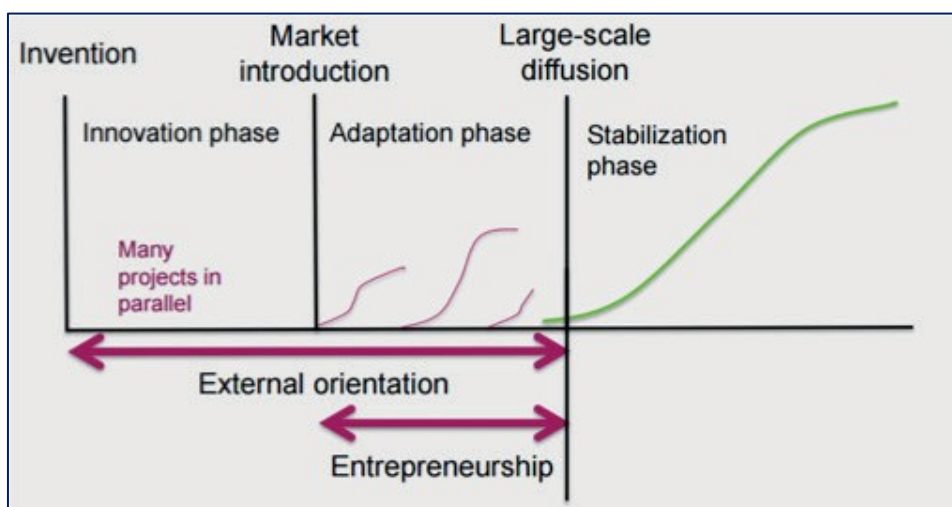 Invention
Market
introduction
Large-scale
diffusion
Innovation phase
Adaptation phase
Stabilization
phase
Many
projects in
parallel
External orientation
Entrepreneurship